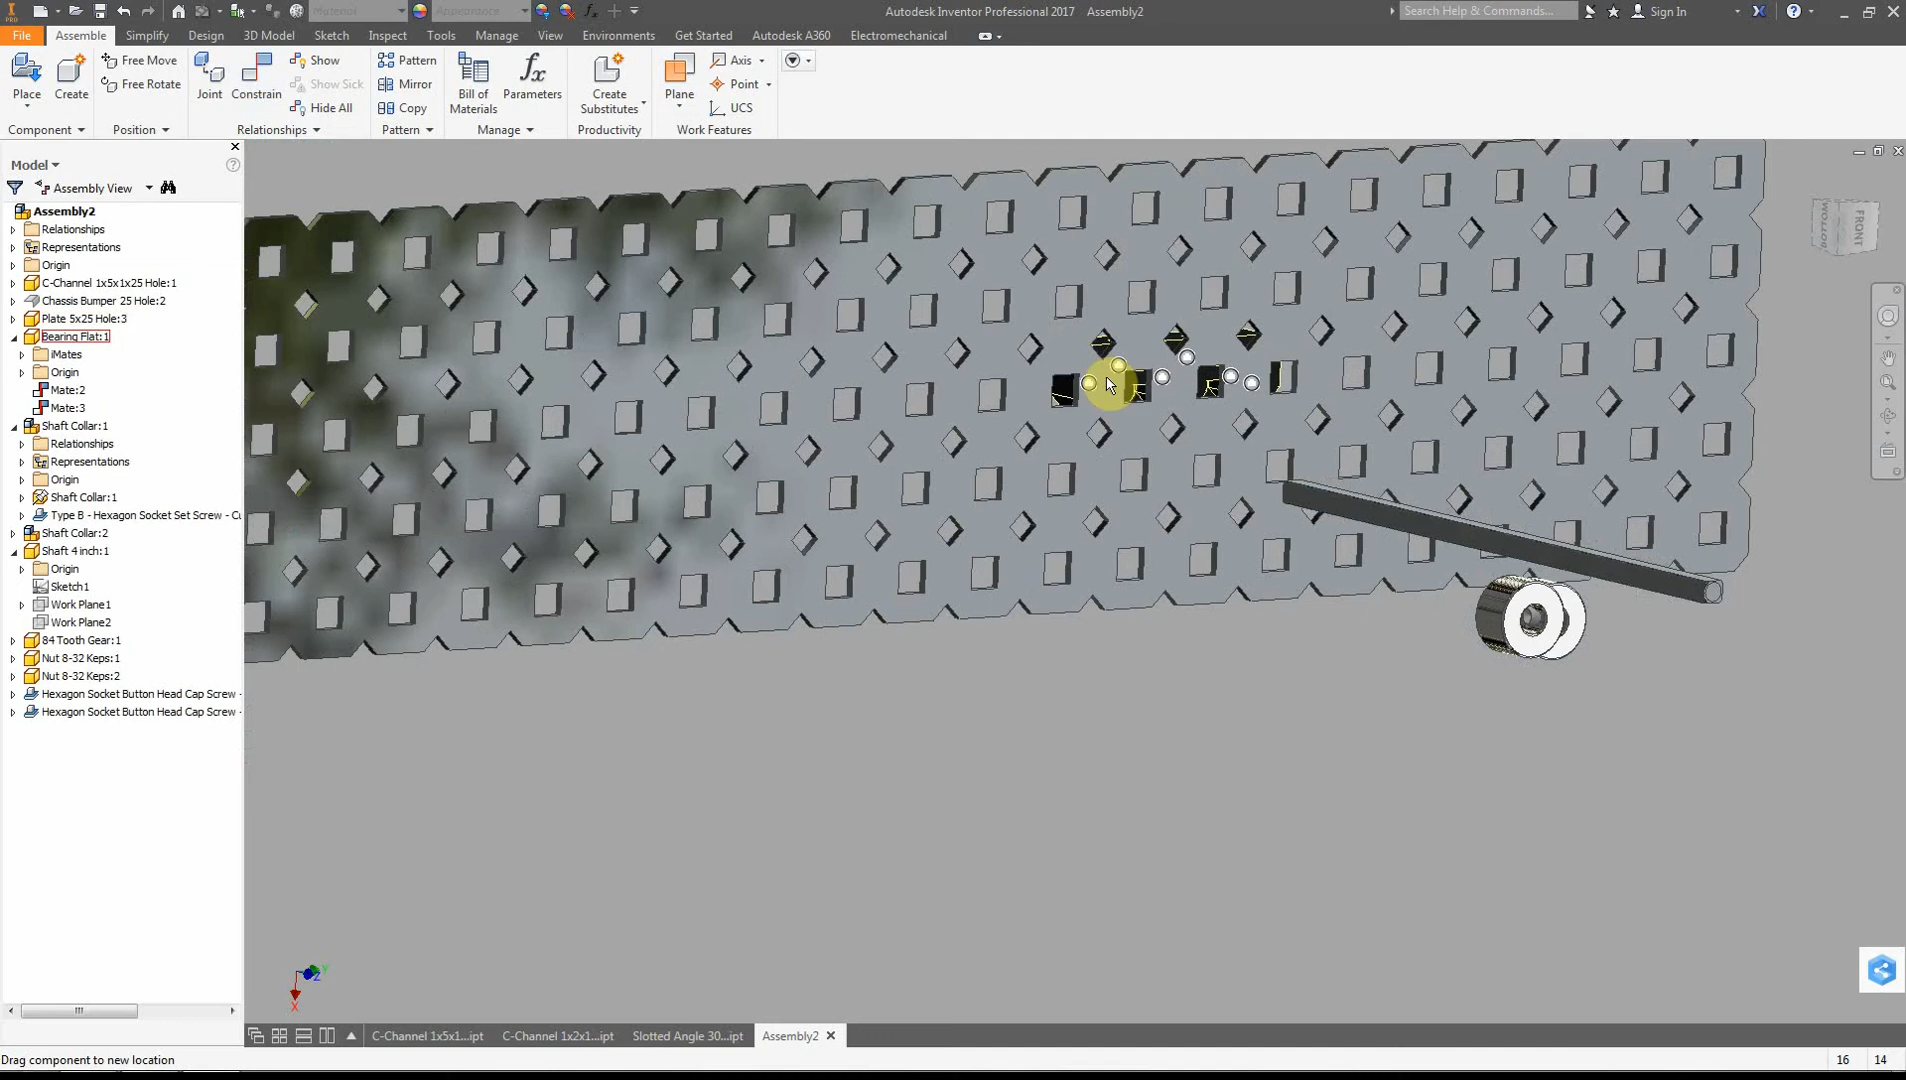 PRO
Material
Appearance
Autodesk Inventor Professional 2017 Assembly2
Search Help & Commands...
Sign In
File
Assemble
Simplify
Design
3D Model
Sketch
Inspect
Tools
Manage
View
Environments
Get Started
Autodesk A360
Electromechanical
Place
Create
Free Move
Free Rotate
Joint
Constrain
Show
Show Sick
Hide All
Pattern
Mirror
Copy
Bill of
Materials
fx
Parameters
Create
Substitutes
Plane
Axis
Point
UCS
Component
Position
Relationships
Pattern
Manage
Productivity
Work Features
Model
Assembly View
Assembly2
Relationships
Representations
Origin
C-Channel 1x5x1x25 Hole:1
Chassis Bumper 25 Hole:2
Plate 5x25 Hole:3
Bearing Flat:1
iMates
Origin
Mate:2
Mate:3
Shaft Collar:1
Relationships
Representations
Origin
Shaft Collar:1
Type B - Hexagon Socket Set Screw - Cu
Shaft Collar:2
Shaft 4 inch:1
Origin
Sketch1
Work Plane1
Work Plane2
84 Tooth Gear:1
Nut 8-32 Keps:1
Nut 8-32 Keps:2
Hexagon Socket Button Head Cap Screw -
Hexagon Socket Button Head Cap Screw -
BOTTOM
FRONT
Y
Z
X
C-Channel 1x5x1...ipt
C-Channel 1x2x1...ipt
Slotted Angle 30...ipt
Assembly2
Drag component to new location
16
14